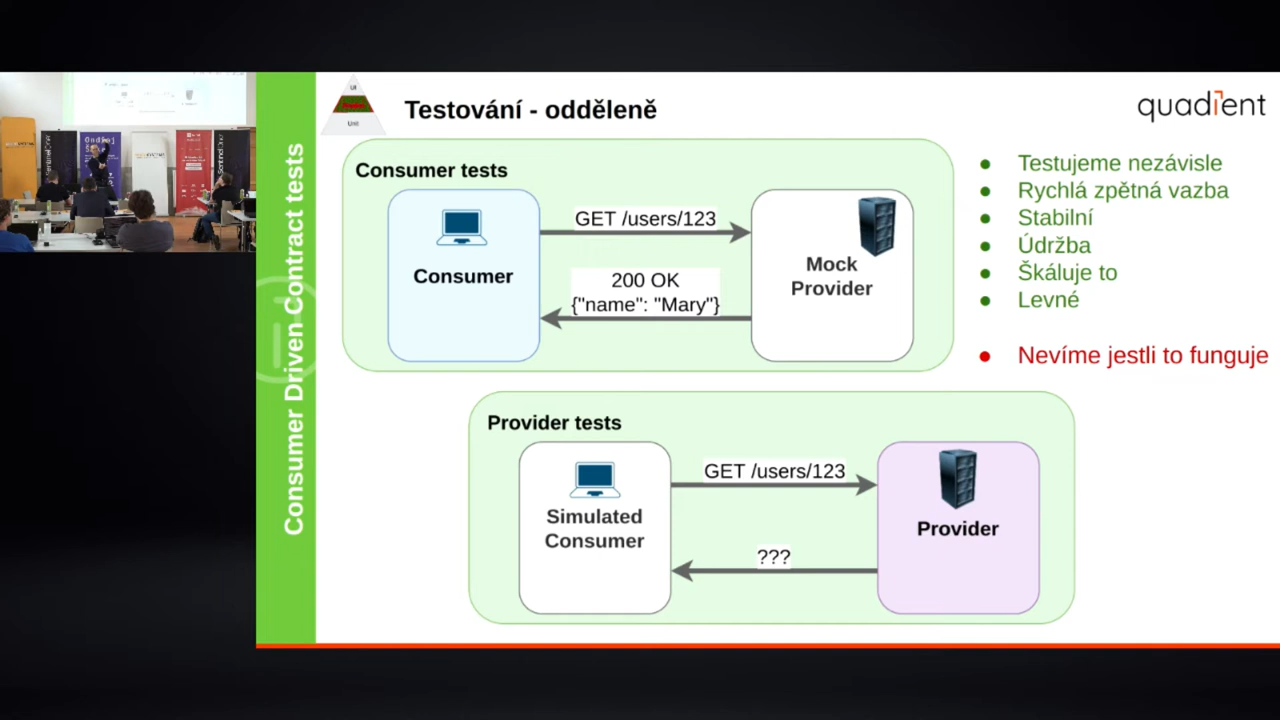 Consumer Driven Contract tests
UI
Unit
Testování - odděleně
quadient
Consumer tests
Consumer
GET /users/123
200 OK
{"name": "Mary"}
Mock
Provider
Testujeme nezávisle
Rychlá zpětná vazba
Stabilní
Údržba
Škáluje to
Levné
Nevíme jestli to funguje
Provider tests
Simulated
Consumer
GET /users/123
???
Provider